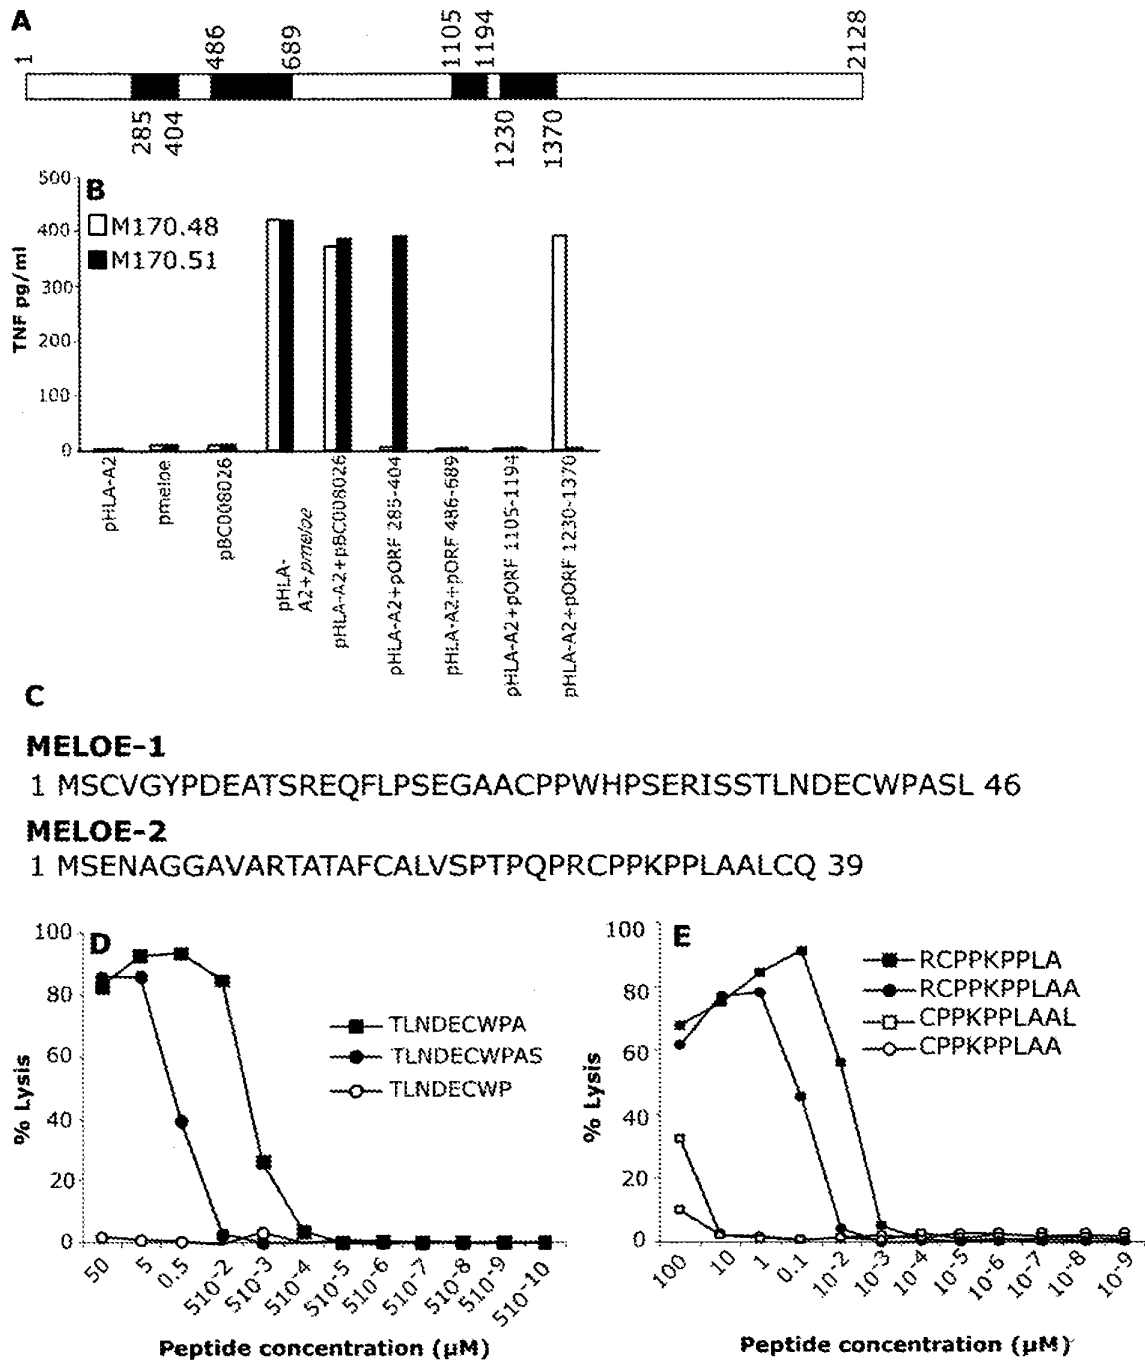 A
1
486
689
1105
1194
2128
285
404
1230
1370
B
M170.48
M170.51
TNF pg/ml
500
400
300
200
100
0
pHLA-A2
pmeloe
pBC008026
pHLA-
A2+pmeloe
pHLA-A2+pBC008026
pHLA-A2+pORF 285-404
pHLA-A2+pORF 486-689
pHLA-A2+pORF 1105-1194
pHLA-A2+pORF 1230-1370
C
MELOE-1
1 MSCVGYPDEATSREQFLPSEGAACPPWHPSERISSTLNDECWPASL 46
MELOE-2
1 MSENAGGAVARTATAFCALVSPTPQPRCPPKPPLAALCQ 39
D
% Lysis
100
80
60
40
20
0
TLNDECWPA
TLNDECWPAS
TLNDECWP
50
5
0.5
510⁻²
510⁻³
510⁻⁴
510⁻⁵
510⁻⁶
510⁻⁷
510⁻⁸
510⁻⁹
510⁻¹⁰
Peptide concentration (µM)
E
% Lysis
100
80
60
40
20
0
RCPPKPPLA
RCPPKPPLAA
CPPKPPLAAL
CPPKPPLAA
100
10
1
0.1
10⁻²
10⁻³
10⁻⁴
10⁻⁵
10⁻⁶
10⁻⁷
10⁻⁸
10⁻⁹
Peptide concentration (µM)